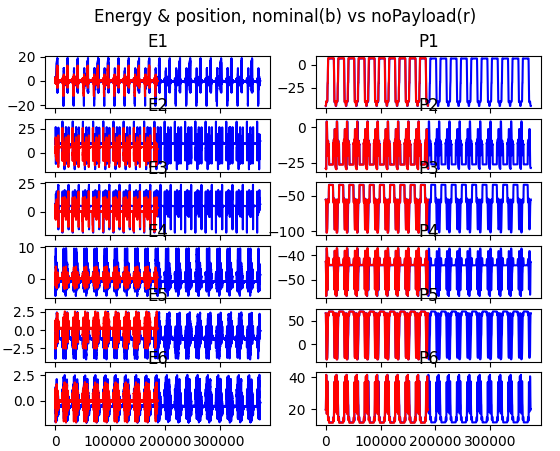 Energy & position, nominal(b) vs noPayload(r)
E1
P1
20
0
−20
0
−25
E2
P2
25
0
0
−25
E3
P3
25
0
−50
−100
E4
P4
10
0
−40
−50
E5
P5
2.5
0.0
−2.5
50
0
E6
P6
2.5
0.0
40
20
0 100000 200000 300000
0 100000 200000 300000